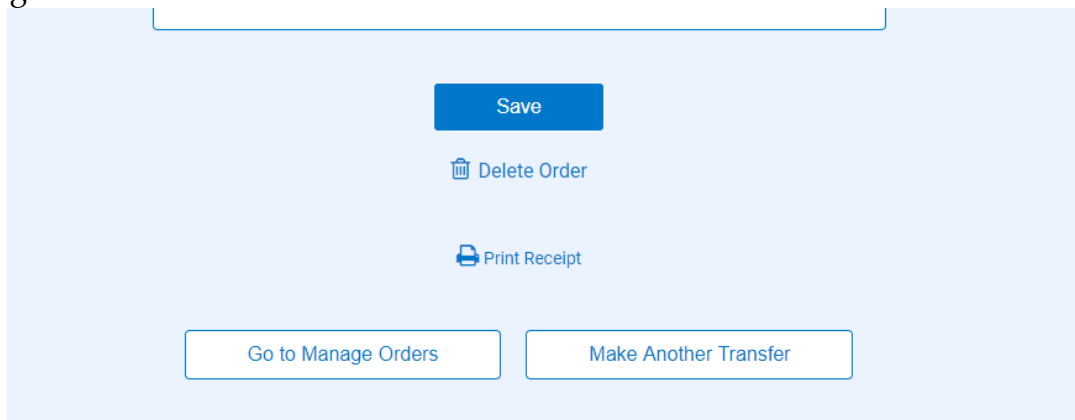 Save
Delete Order
Print Receipt
Go to Manage Orders
Make Another Transfer